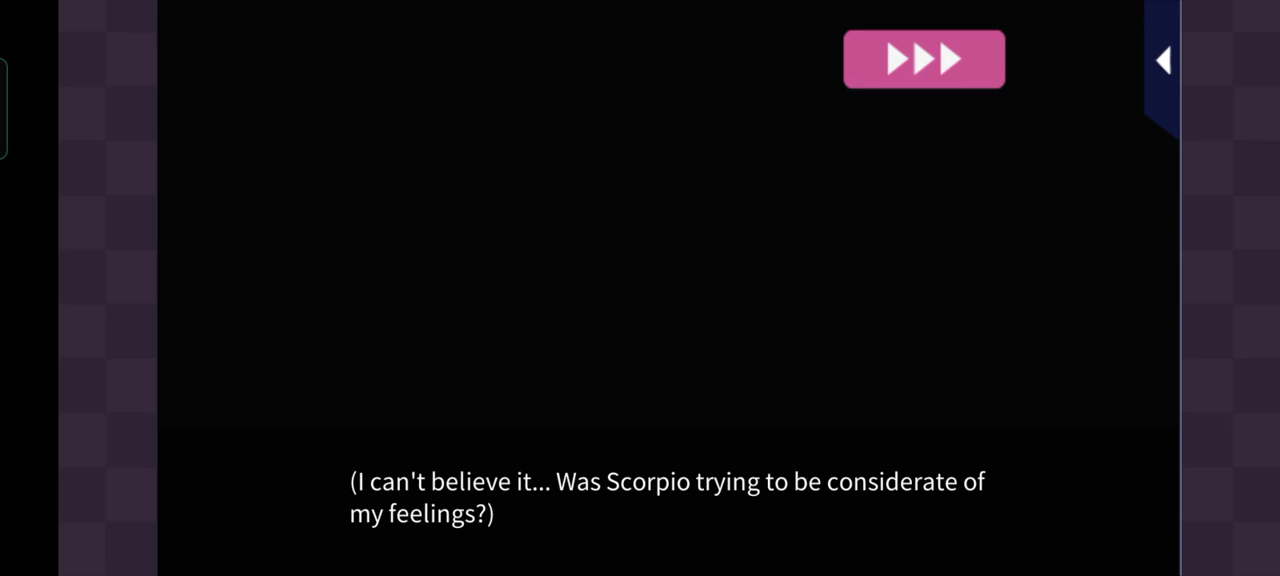 (I can't believe it... Was Scorpio trying to be considerate of
my feelings?)